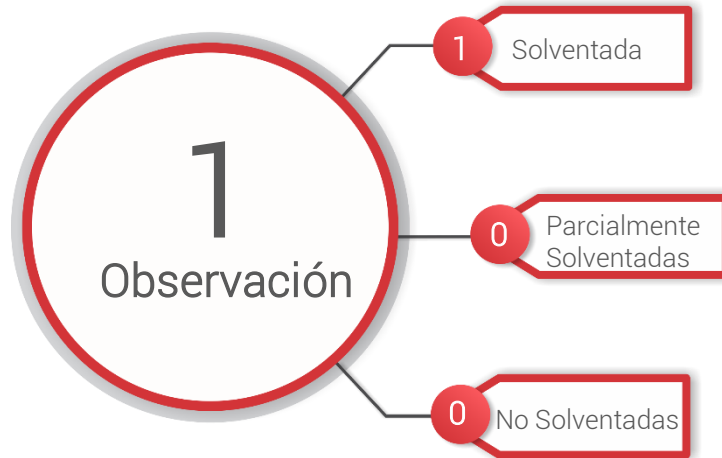 1
Observación
1
Solventada
0
Parcialmente
Solventadas
0
No Solventadas